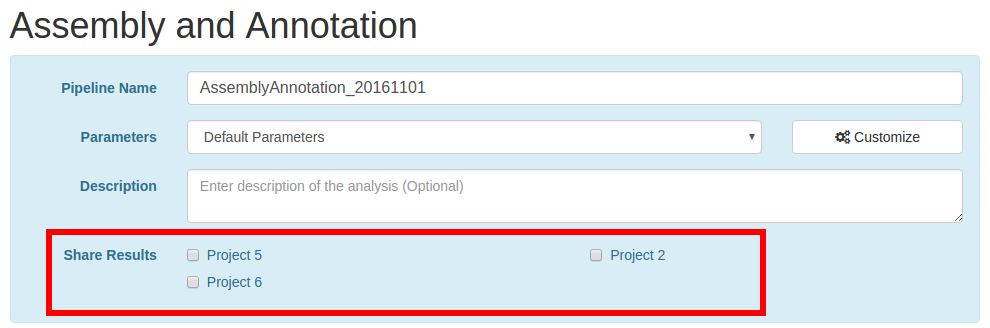 Assembly and Annotation
Pipeline Name AssemblyAnnotation_20161101
Parameters Default Parameters Customize
Description Enter description of the analysis (Optional)
Share Results Project 5 Project 2
Project 6